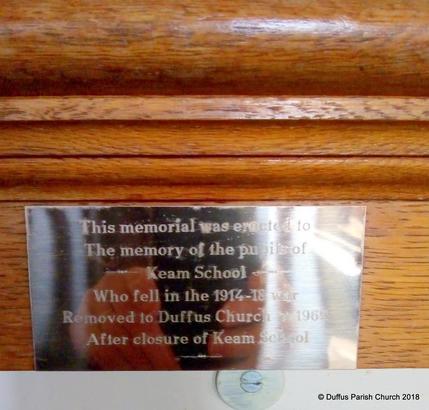 This memorial was erected to
The memory of the pupils of
Keam School
Who fell in the 1914-18 war
Removed to Duffus Church
After closure of Keam School
© Duffus Parish Church 2018